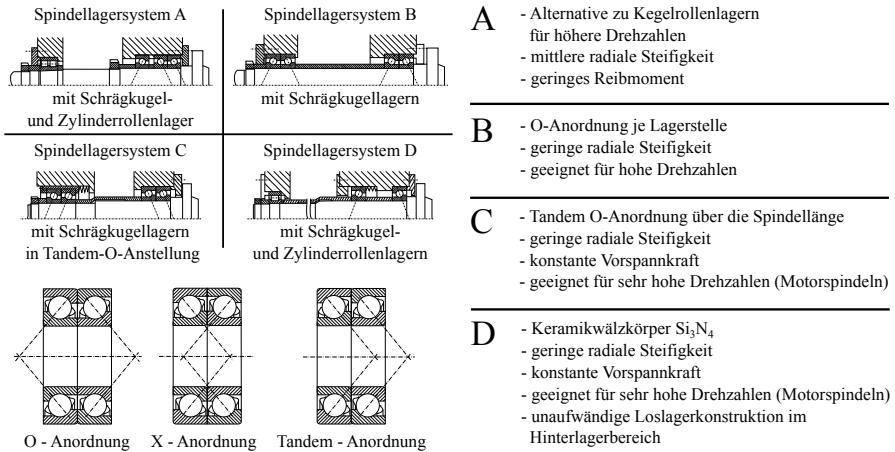 Spindellagersystem A
mit Schrägkugel-
und Zylinderrollenlager
Spindellagersystem B
mit Schrägkugellagern
Spindellagersystem C
mit Schrägkugellagern
in Tandem-O-Anstellung
Spindellagersystem D
mit Schrägkugel-
und Zylinderrollenlagern
O - Anordnung
X - Anordnung
Tandem - Anordnung
A
- Alternative zu Kegelrollenlagern
für höhere Drehzahlen
- mittlere radiale Steifigkeit
- geringes Reibmoment
B
- O-Anordnung je Lagerstelle
- geringe radiale Steifigkeit
- geeignet für hohe Drehzahlen
C
- Tandem O-Anordnung über die Spindellänge
- geringe radiale Steifigkeit
- konstante Vorspannkraft
- geeignet für sehr hohe Drehzahlen (Motorspindeln)
D
- Keramikwälzkörper Si₃N₄
- geringe radiale Steifigkeit
- konstante Vorspannkraft
- geeignet für sehr hohe Drehzahlen (Motorspindeln)
- unaufwändige Loslagerkonstruktion im
Hinterlagerbereich